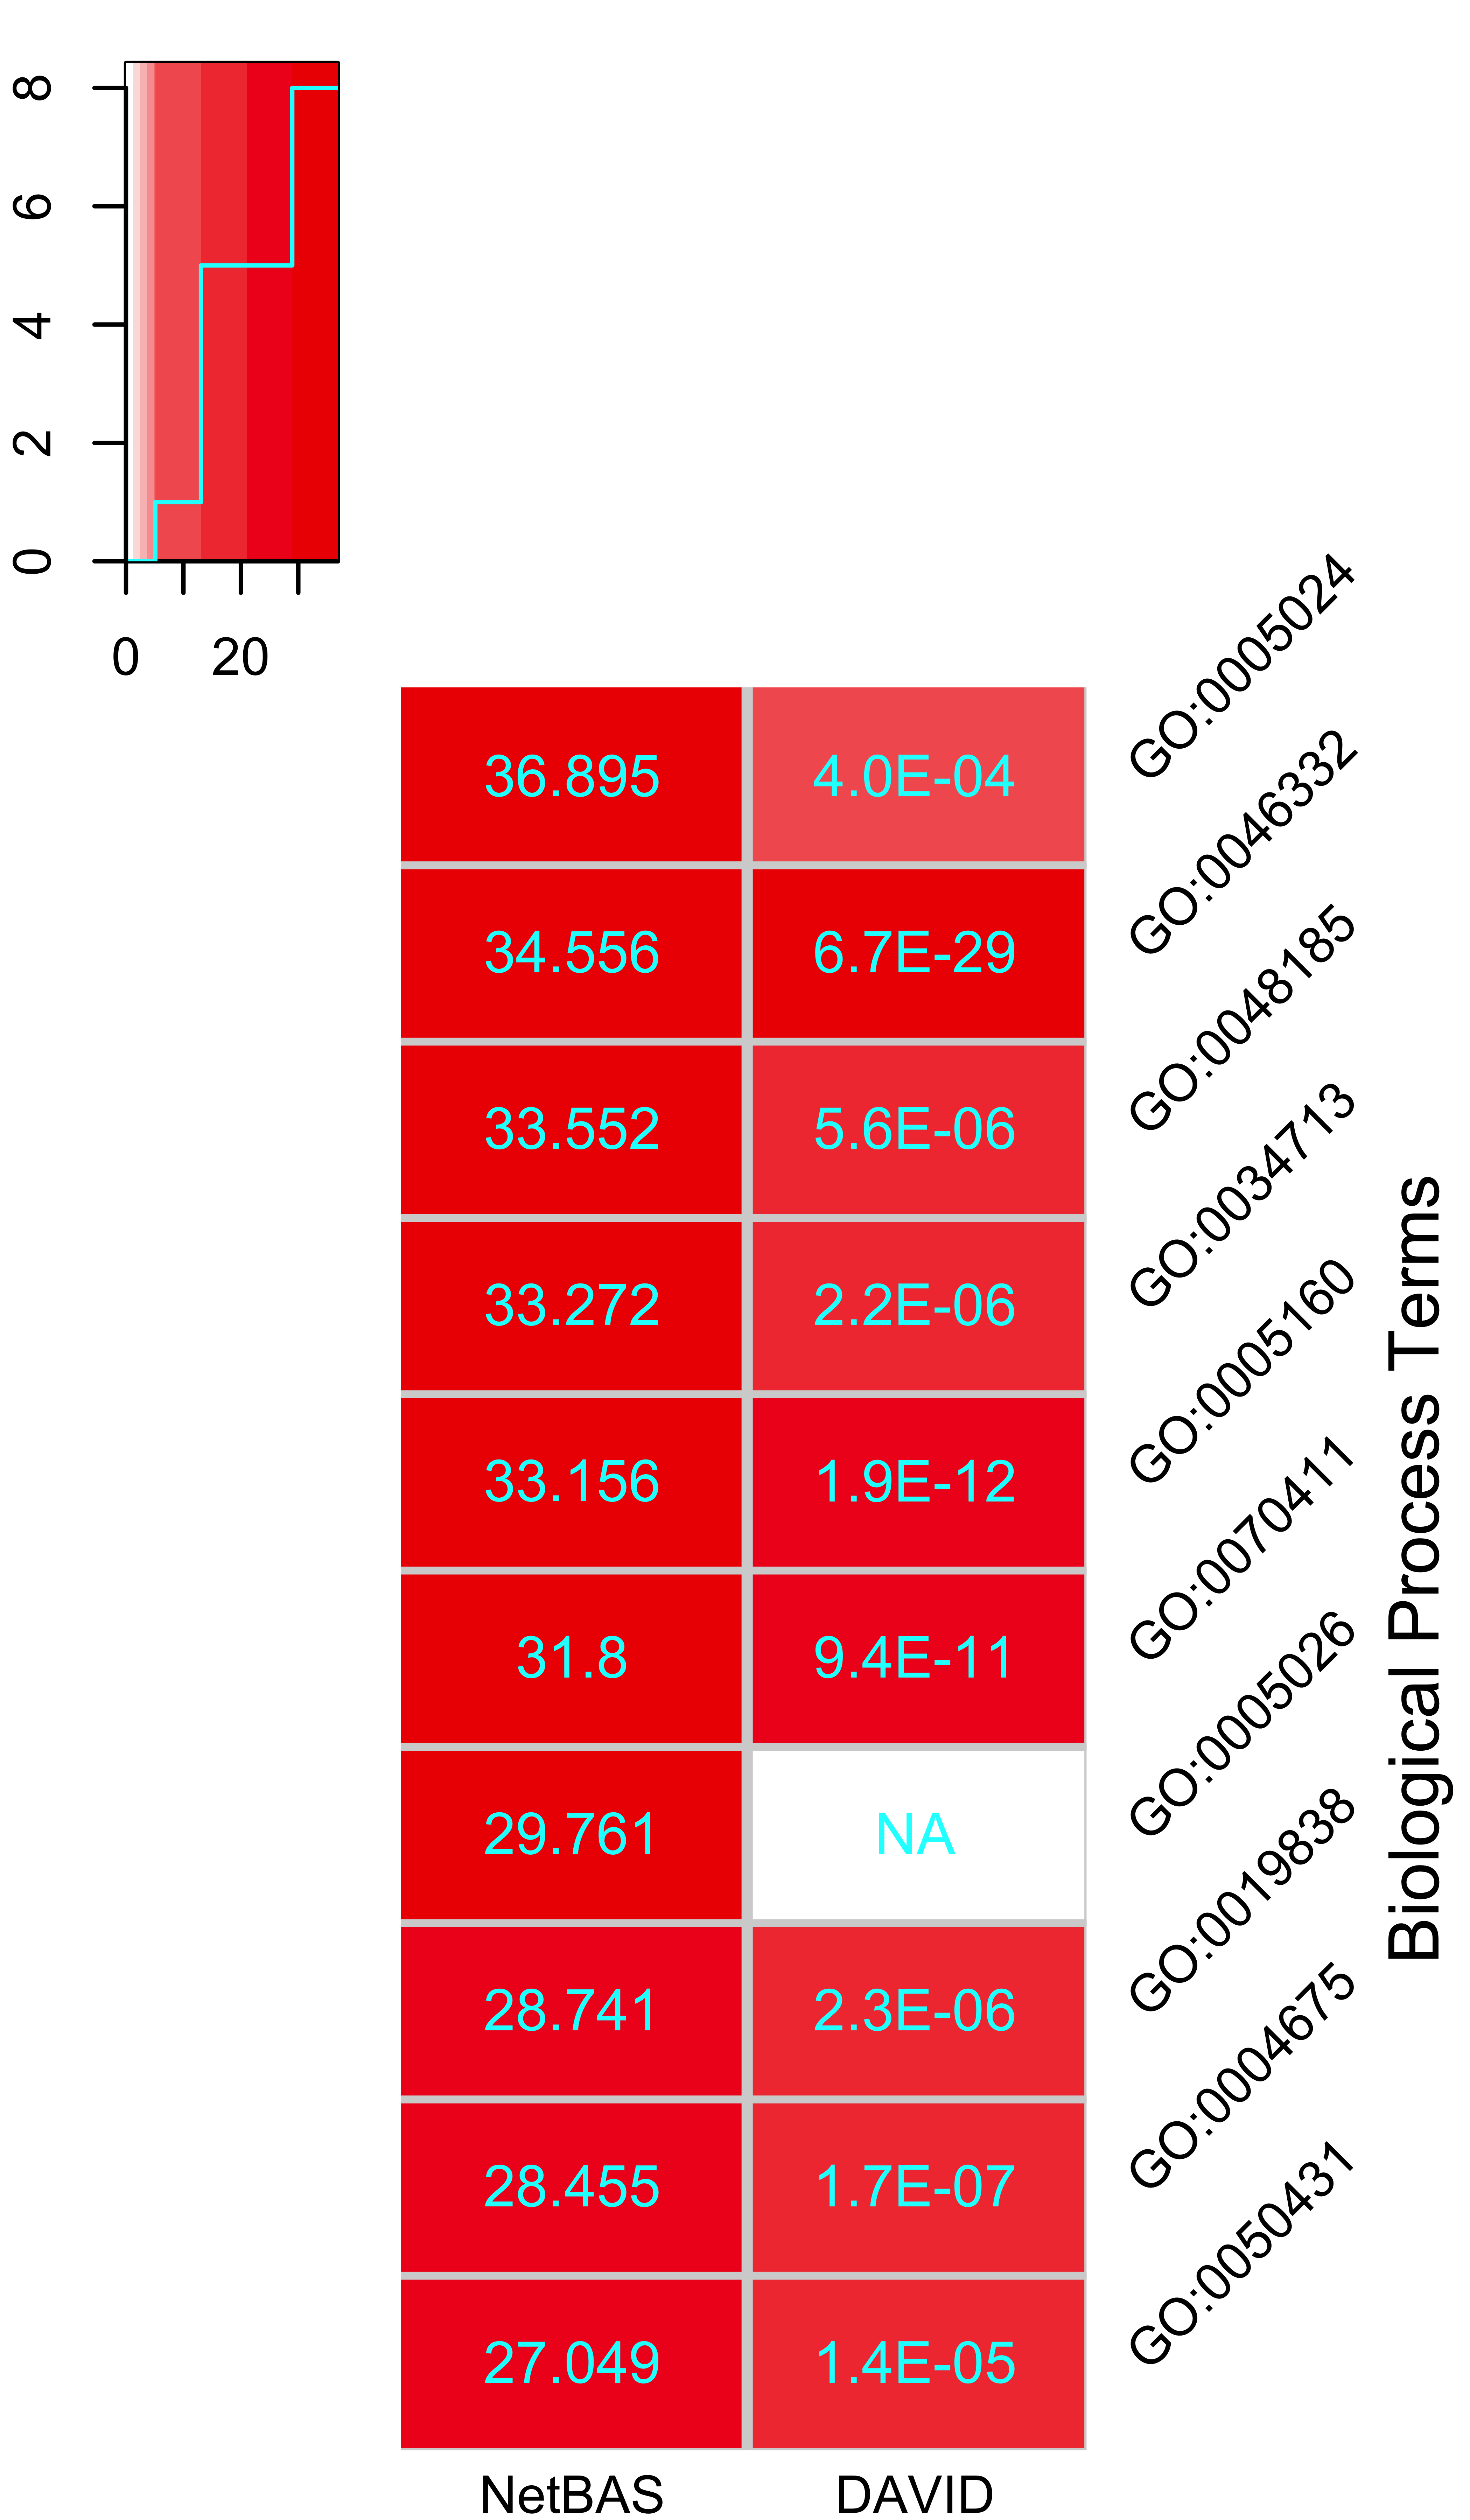 8
6
4
2
0
0 20
36.895 4.0E-04 GO:0005024
34.556 6.7E-29 GO:0046332
33.552 5.6E-06 GO:0048185
33.272 2.2E-06 GO:0034713
33.156 1.9E-12 GO:0005160
31.8 9.4E-11 GO:0070411
29.761 NA GO:0005026
28.741 2.3E-06 GO:0019838
28.455 1.7E-07 GO:0004675
27.049 1.4E-05 GO:0050431
NetBAS DAVID
Biological Process Terms